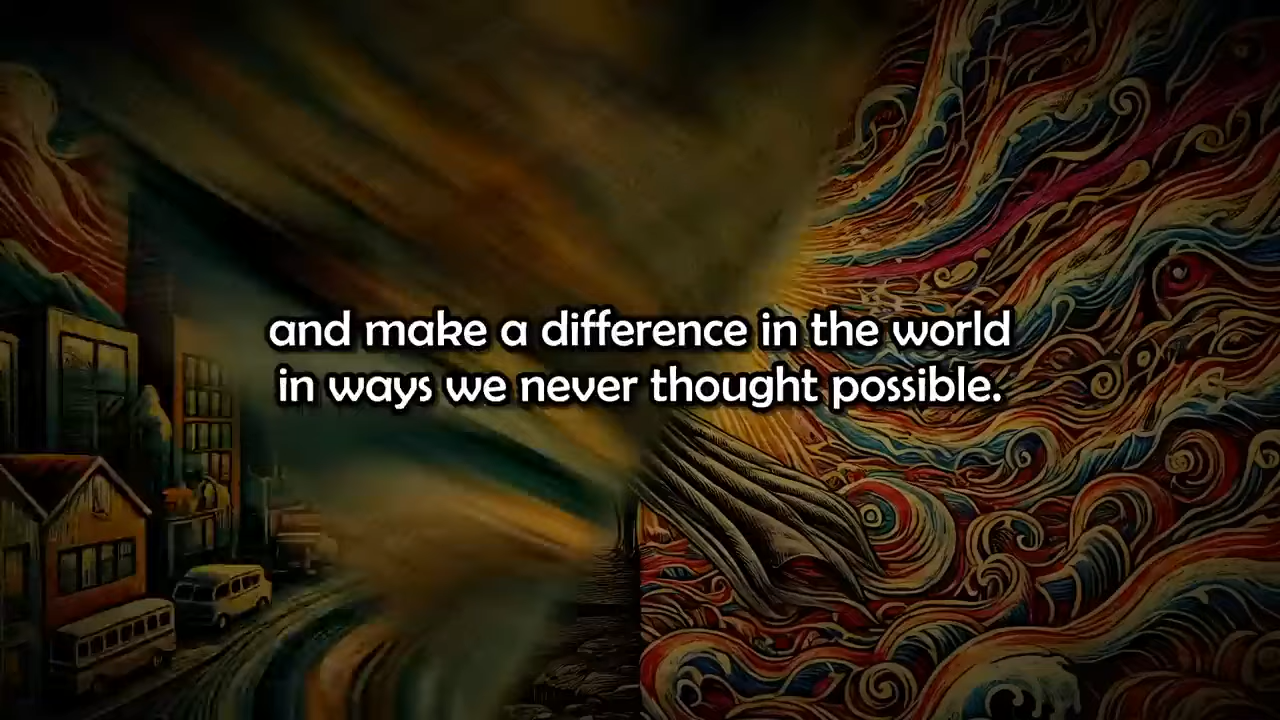 and make a difference in the world
in ways we never thought possible.